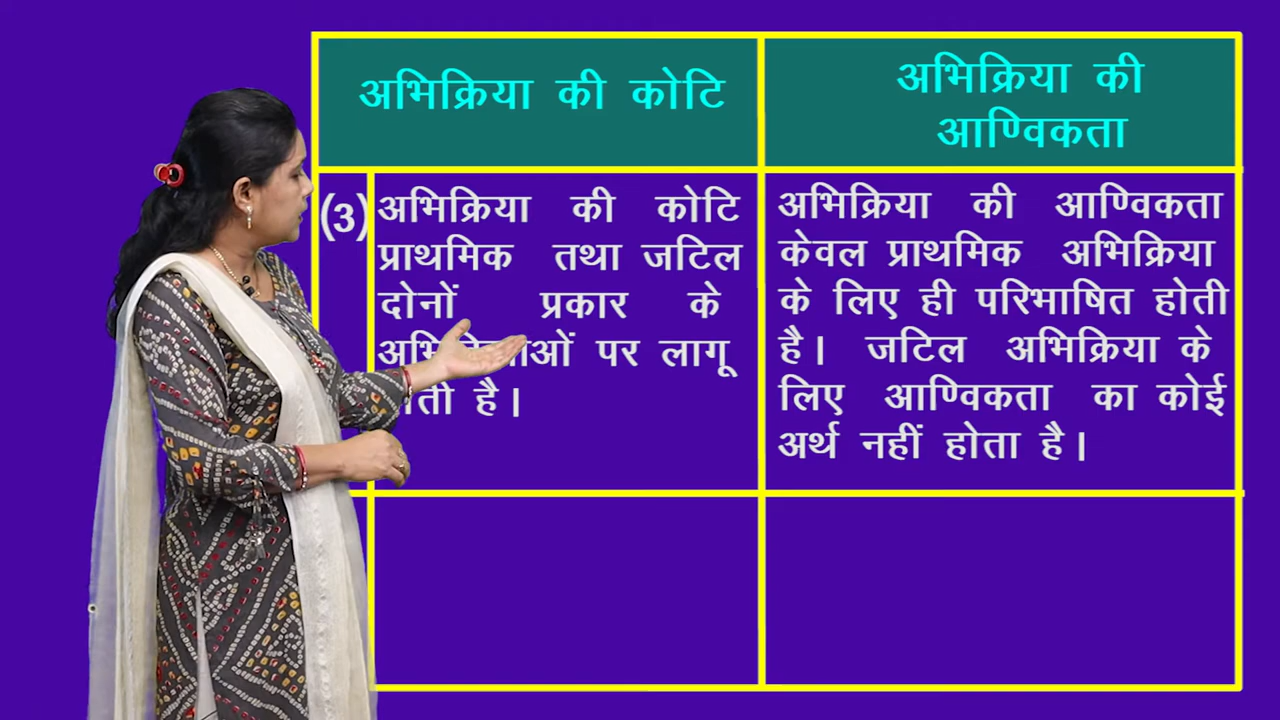 अभिक्रिया की कोटि
अभिक्रिया की
आण्विकता
(3)
अभिक्रिया की कोटि
प्राथमिक तथा जटिल
दोनों प्रकार के
पर लागू
है।
अभिक्रिया की आण्विकता
केवल प्राथमिक अभिक्रिया
के लिए ही परिभाषित होती
है। जटिल अभिक्रिया के
लिए आण्विकता का कोई
अर्थ नहीं होता है।